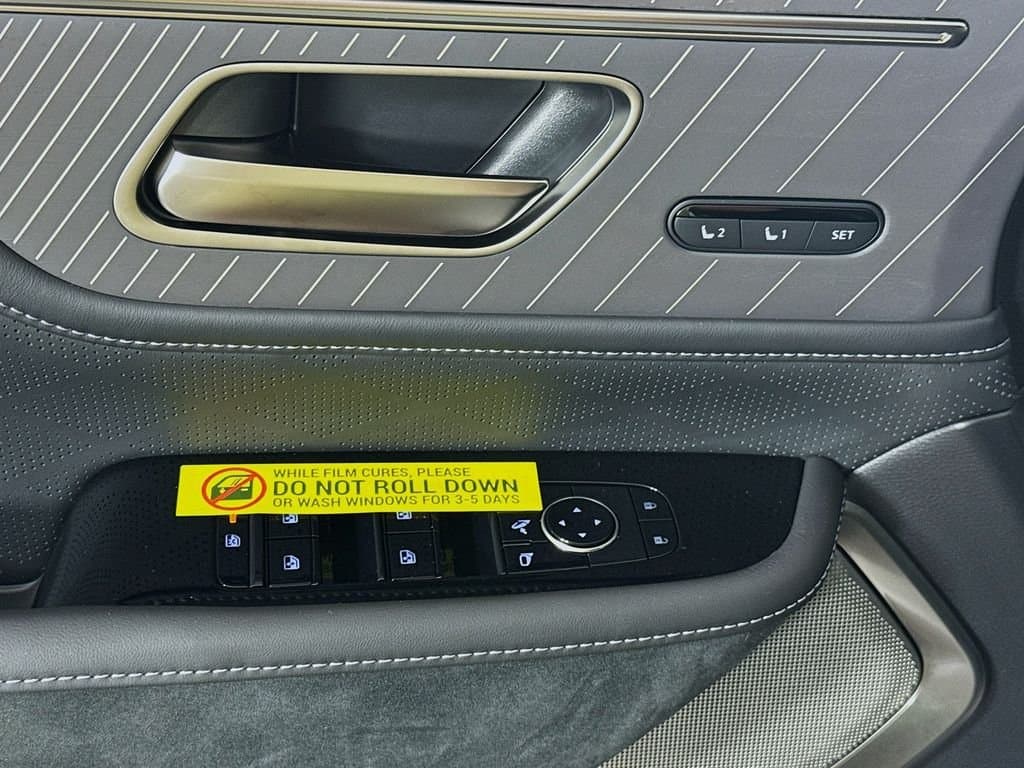 2
1
SET
WHILE FILM CURES, PLEASE
DO NOT ROLL DOWN
OR WASH WINDOWS FOR 3-5 DAYS